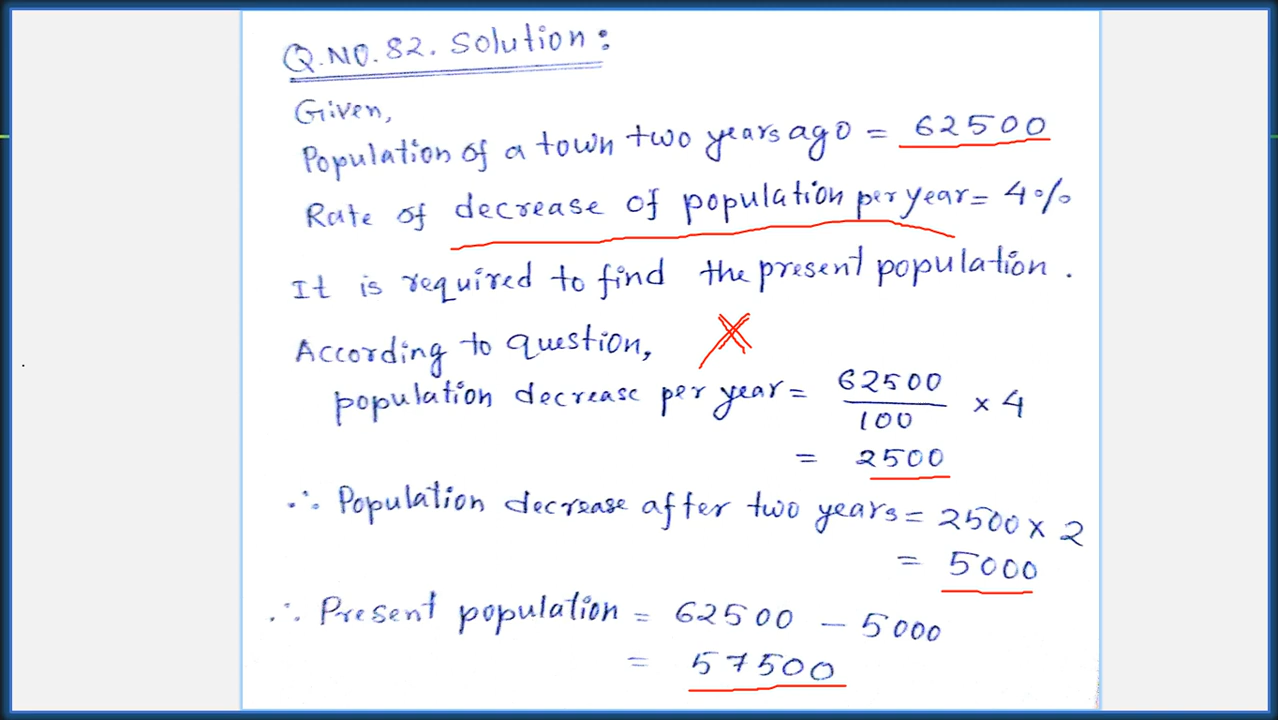 Q.NO.82. Solution:
Given,
Population of a town two years ago = 62500
Rate of decrease of population per year = 4%
It is required to find the present population.
According to question,
population decrease per year = 62500/100 × 4
= 2500
∴ Population decrease after two years = 2500 × 2
= 5000
∴ Present population = 62500 - 5000
= 57500